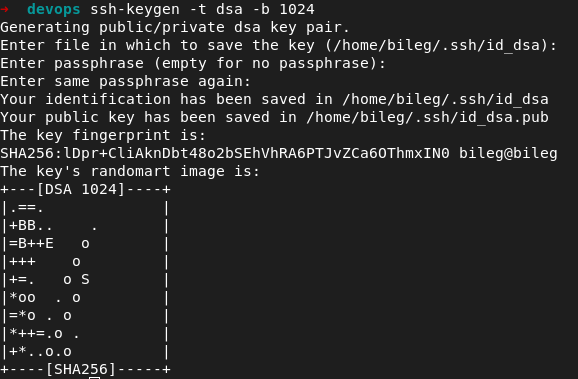 ➜  devops ssh-keygen -t dsa -b 1024
Generating public/private dsa key pair.
Enter file in which to save the key (/home/bileg/.ssh/id_dsa):
Enter passphrase (empty for no passphrase):
Enter same passphrase again:
Your identification has been saved in /home/bileg/.ssh/id_dsa
Your public key has been saved in /home/bileg/.ssh/id_dsa.pub
The key fingerprint is:
SHA256:lDpr+CliAknDbt48o2bSEhVhRA6PTJvZCa6OThmxIN0 bileg@bileg
The key's randomart image is:
+---[DSA 1024]----+
|.==.             |
|+BB..    .       |
|=B++E   o        |
|+++    o         |
|+=.   o S        |
|*oo  . o         |
|=*o . o          |
|*++=.o .         |
|+*..o.o          |
+----[SHA256]-----+